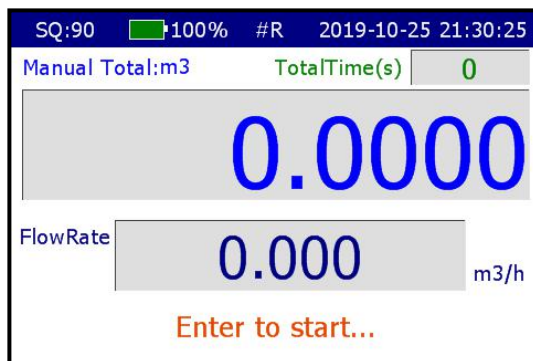 SQ:90 100% #R 2019-10-25 21:30:25
Manual Total:m3 TotalTime(s) 0
0.0000
FlowRate 0.000 m3/h
Enter to start...